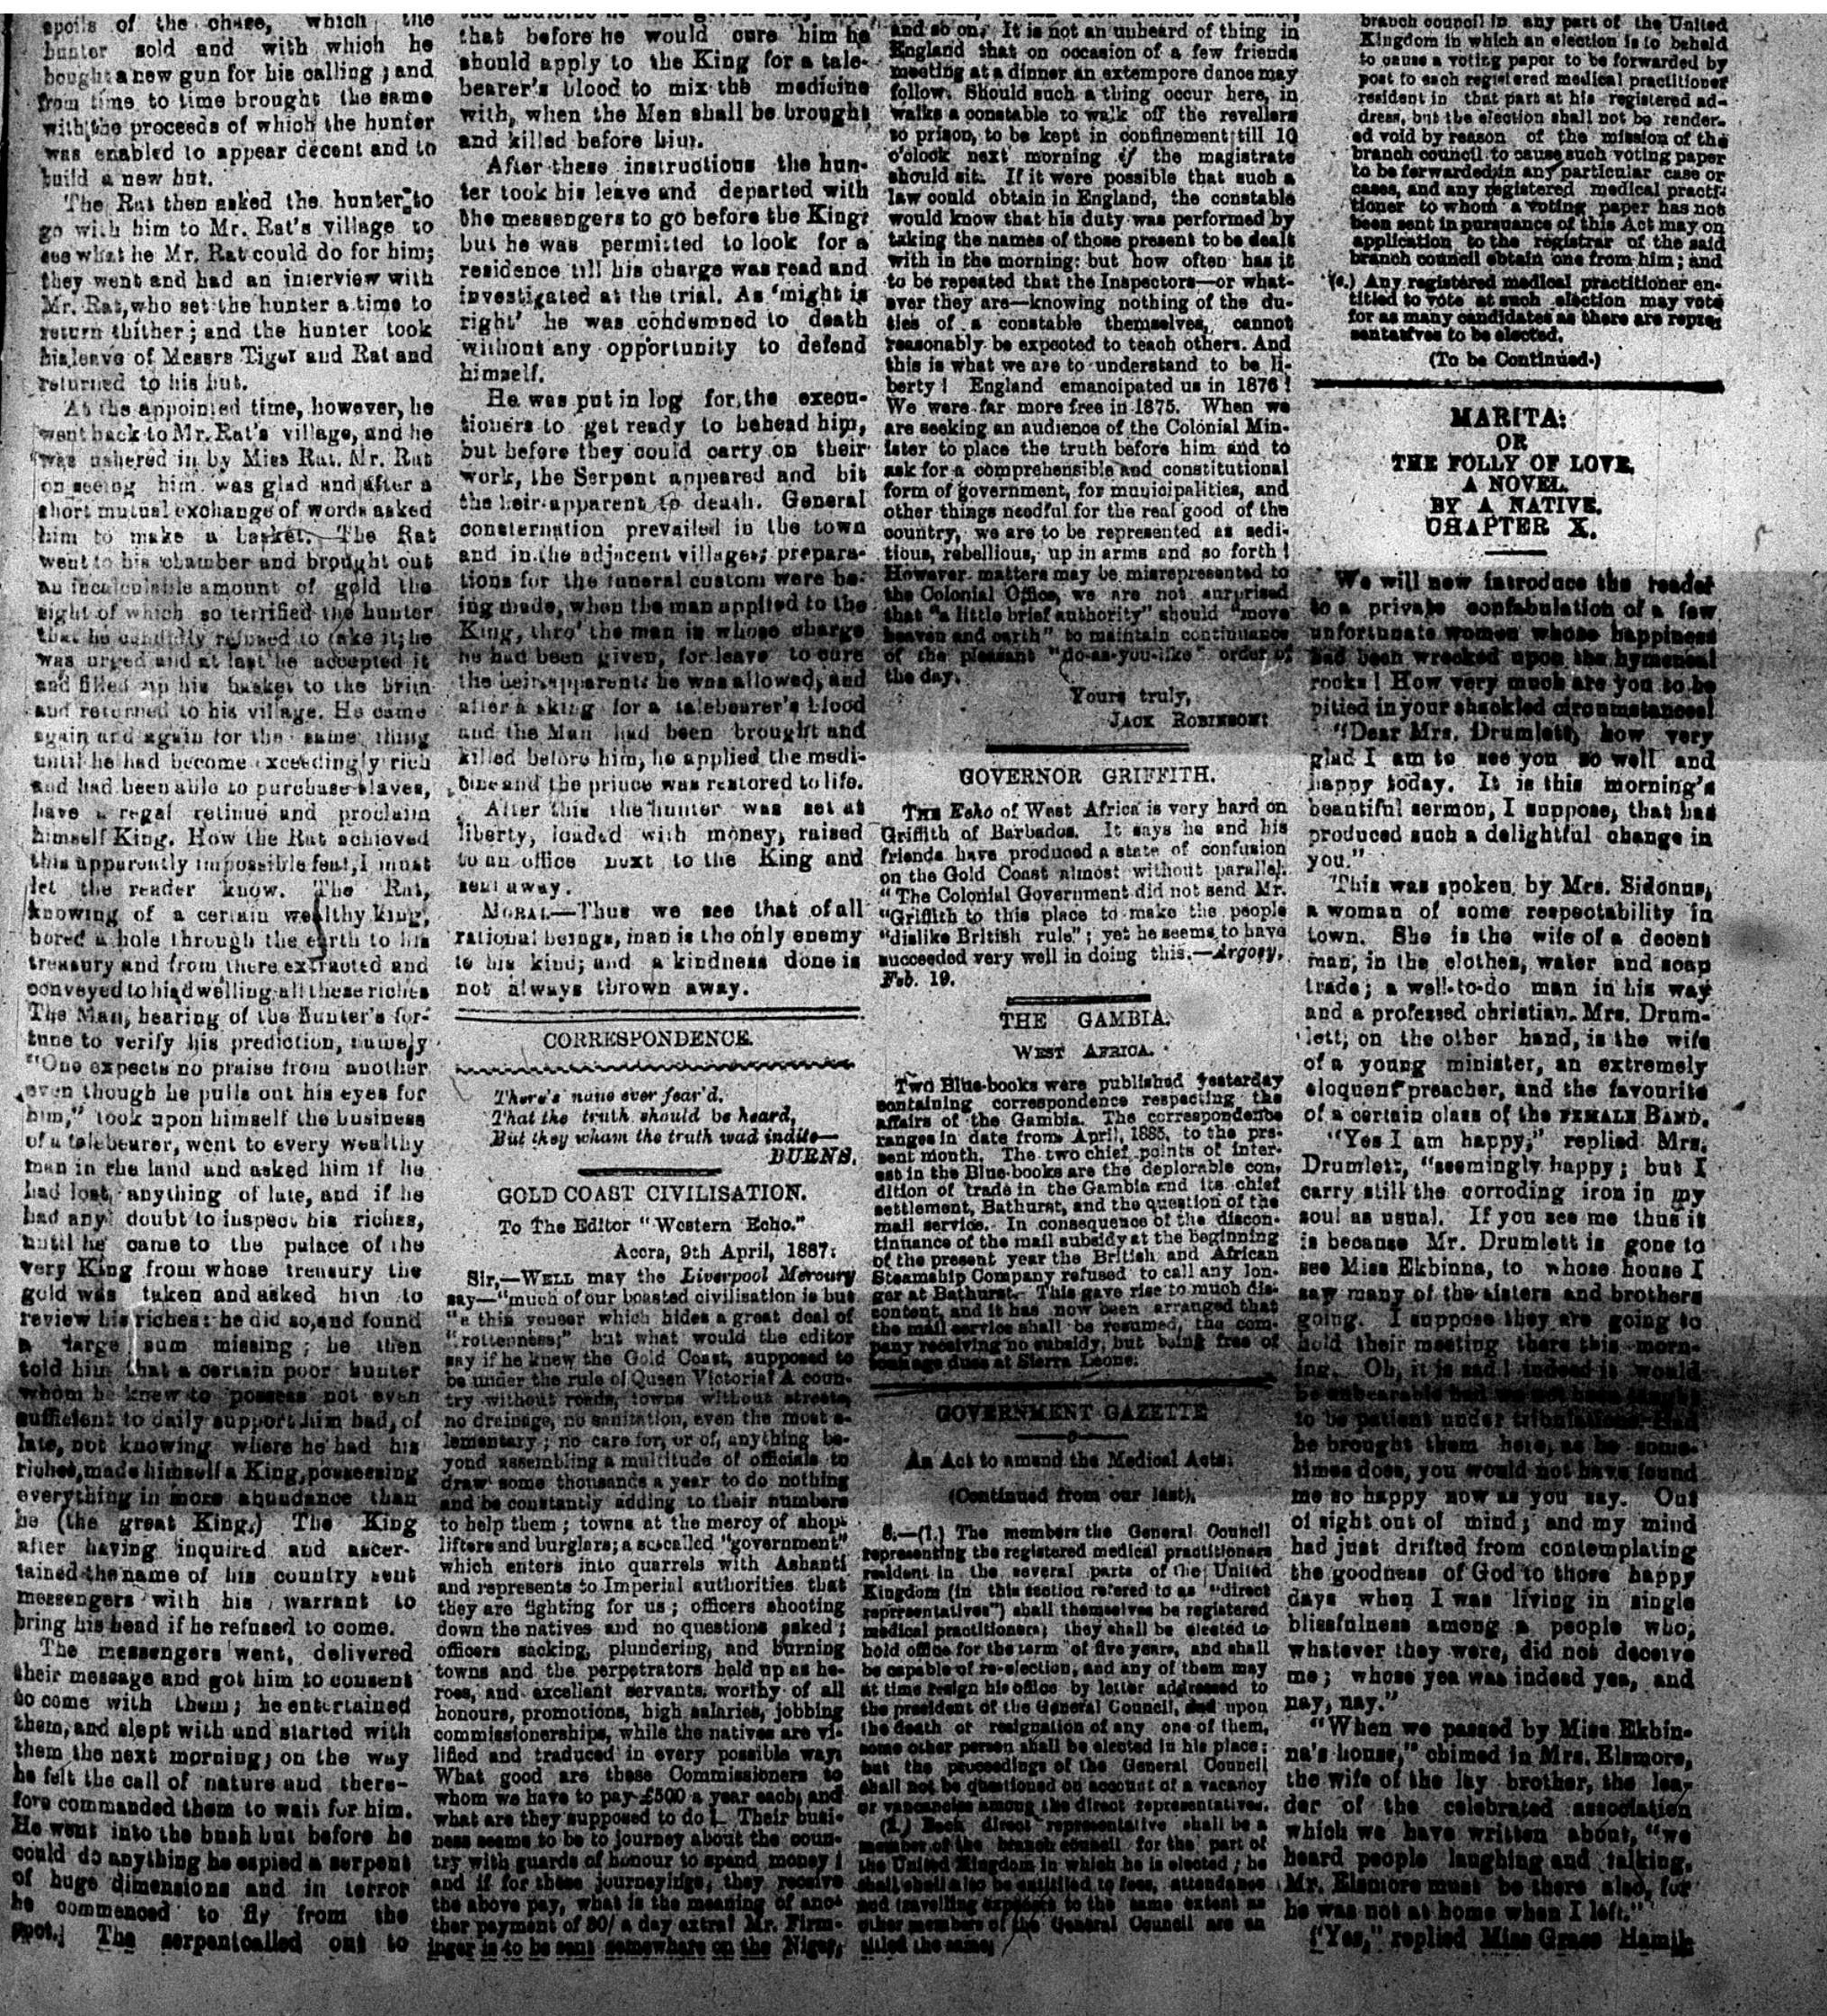 spoils of the chase, which the
hunter sold and with which he
bought a new gun for his calling ; and
from time to time brought the same
with the proceeds of which the hunter
was enabled to appear decent and to
build a new hut.
The Rat then asked the hunter to
go with him to Mr. Rat's village to
see what he Mr. Rat could do for him;
they went and had an interview with
Mr. Rat, who set the hunter a time to
return thither ; and the hunter took
his leave of Messrs Tiger and Rat and
returned to his hut.
At the appointed time, however, he
went back to Mr. Rat's village, and he
was ushered in by Miss Rat. Mr. Rat
on seeing him was glad and after a
short mutual exchange of words asked
him to make a basket. The Rat
went to his chamber and brought out
an incalculable amount of gold the
sight of which so terrified the hunter
that he candidly refused to take it; he
was urged and at last he accepted it
and filled up his basket to the brim
and returned to his village. He came
again and again for the same thing
until he had become exceedingly rich
and had been able to purchase slaves,
have a regal retinue and proclaim
himself King. How the Rat achieved
this apparently impossible feat, I must
let the reader know. The Rat,
knowing of a certain wealthy king,
bored a hole through the earth to his
treasury and from there extracted and
conveyed to his dwelling all these riches
The Man, hearing of the Hunter's for-
tune to verify his prediction, namely
"One expects no praise from another
even though he pulls out his eyes for
him," took upon himself the business
of a talebearer, went to every wealthy
man in the land and asked him if he
had lost anything of late, and if he
had any doubt to inspect his riches,
until he came to the palace of the
very King from whose treasury the
gold was taken and asked him to
review his riches : he did so, and found
a large sum missing ; he then
told him that a certain poor hunter
whom he knew to possess not even
sufficient to daily support him had, of
late, not knowing where he had his
riches, made himself a King, possessing
everything in more abundance than
he (the great King.) The King
after having inquired and ascer-
tained the name of his country sent
messengers with his warrant to
bring his head if he refused to come.
The messengers went, delivered
their message and got him to consent
to come with them ; he entertained
them, and slept with and started with
them the next morning; on the way
he felt the call of nature and there-
fore commanded them to wait for him.
He went into the bush but before he
could do anything he espied a serpent
of huge dimensions and in terror
he commenced to fly from the
spot. The serpent called out to
that before he would cure him he
should apply to the King for a tale-
bearer's blood to mix the medicine
with, when the Man shall be brought
and killed before him.
After these instructions the hun-
ter took his leave and departed with
the messengers to go before the King;
but he was permitted to look for a
residence till his charge was read and
investigated at the trial. As 'might is
right' he was condemned to death
without any opportunity to defend
himself.
He was put in log for the execu-
tioners to get ready to behead him,
but before they could carry on their
work, the Serpent appeared and bit
the heir-apparent to death. General
consternation prevailed in the town
and in the adjacent villages; prepara-
tions for the funeral custom were be-
ing made, when the man applied to the
King, thro' the man in whose charge
he had been given, for leave to cure
the heir-apparent: he was allowed, and
after asking for a talebearer's blood
and the Man had been brought and
killed before him, he applied the medi-
cine and the prince was restored to life.
After this the hunter was set at
liberty, loaded with money, raised
to an office next to the King and
sent away.
MORAL—Thus we see that of all
rational beings, man is the only enemy
to his kind; and a kindness done is
not always thrown away.
CORRESPONDENCE.
There's none ever fear'd.
That the truth should be heard,
But they wham the truth wad indite—
BURNS.
GOLD COAST CIVILISATION.
To The Editor "Western Echo."
Accra, 9th April, 1887:
Sir,—WELL may the Liverpool Mercury
say—"much of our boasted civilisation is but
"a thin veneer which hides a great deal of
"rottenness;" but what would the editor
say if he knew the Gold Coast, supposed to
be under the rule of Queen Victoria? A coun-
try without roads, towns without streets,
no drainage, no sanitation, even the most e-
lementary ; no care for, or of, anything be-
yond assembling a multitude of officials to
draw some thousands a year to do nothing
and be constantly adding to their numbers
to help them ; towns at the mercy of shop
lifters and burglars; a so-called "government"
which enters into quarrels with Ashanti
and represents to Imperial authorities that
they are fighting for us ; officers shooting
down the natives and no questions asked ;
officers sacking, plundering, and burning
towns and the perpetrators held up as he-
roes, and excellent servants, worthy of all
honours, promotions, high salaries, jobbing
commissionerships, while the natives are vi-
lified and traduced in every possible way:
What good are these Commissioners to
whom we have to pay £500 a year each; and
what are they supposed to do ! Their busi-
ness seems to be to journey about the coun-
try with guards of honour to spend money !
and if for these journeyings, they receive
the above pay, what is the meaning of ano-
ther payment of 30/ a day extra? Mr. Firm-
inger is to be sent somewhere on the Niger,
and so on. It is not an unheard of thing in
England that on occasion of a few friends
meeting at a dinner an extempore dance may
follow. Should such a thing occur here, in
walks a constable to walk off the revellers
to prison, to be kept in confinement till 10
o'clock next morning if the magistrate
should sit. If it were possible that such a
law could obtain in England, the constable
would know that his duty was performed by
taking the names of those present to be dealt
with in the morning: but how often has it
to be repeated that the Inspectors—or what-
ever they are—knowing nothing of the du-
ties of a constable themselves, cannot
reasonably be expected to teach others. And
this is what we are to understand to be li-
berty ! England emancipated us in 1876 !
We were far more free in 1875. When we
are seeking an audience of the Colonial Min-
ister to place the truth before him and to
ask for a comprehensible and constitutional
form of government, for municipalities, and
other things needful for the real good of the
country, we are to be represented as sedi-
tious, rebellious, up in arms and so forth !
However matters may be misrepresented to
the Colonial Office, we are not surprised
that "a little brief authority" should "move
heaven and earth" to maintain continuance
of the pleasant "do-as-you-like" order of
the day.
Yours truly,
JACK ROBINSON:
GOVERNOR GRIFFITH.
THE Echo of West Africa is very hard on
Griffith of Barbados. It says he and his
friends have produced a state of confusion
on the Gold Coast almost without parallel.
"The Colonial Government did not send Mr.
"Griffith to this place to make the people
"dislike British rule"; yet he seems to have
succeeded very well in doing this.—Argosy,
Feb. 19.
THE GAMBIA.
WEST AFRICA.
Two Blue-books were published yesterday
containing correspondence respecting the
affairs of the Gambia. The correspondence
ranges in date from April, 1885, to the pre-
sent month. The two chief points of inter-
est in the Blue-books are the deplorable con-
dition of trade in the Gambia and its chief
settlement, Bathurst, and the question of the
mail service. In consequence of the discon-
tinuance of the mail subsidy at the beginning
of the present year the British and African
Steamship Company refused to call any lon-
ger at Bathurst. This gave rise to much dis-
content, and it has now been arranged that
the mail service shall be resumed, the com-
pany receiving no subsidy, but being free of
tonnage dues at Sierra Leone:
GOVERNMENT GAZETTE
An Act to amend the Medical Acts:
(Continued from our last).
8.—(1.) The members the General Council
representing the registered medical practitioners
resident in the several parts of the United
Kingdom (in this section refered to as "direct
representatives") shall themselves be registered
medical practitioners; they shall be elected to
hold office for the term of five years, and shall
be capable of re-election, and any of them may
at time resign his office by letter addressed to
the president of the General Council, and upon
the death or resignation of any one of them,
some other person shall be elected in his place :
but the proceedings of the General Council
shall not be questioned on account of a vacancy
or vacancies among the direct representatives.
(2.) Each direct representative shall be a
member of the branch council for the part of
the United Kingdom in which he is elected ; he
shall shall also be entitled to fees, attendance
and travelling expenses to the same extent as
other members of the General Council are en
titled the same;
branch council in any part of the United
Kingdom in which an election is to beheld
to cause a voting paper to be forwarded by
post to each registered medical practitioner
resident in that part at his registered ad-
dress, but the election shall not be render-
ed void by reason of the mission of the
branch council to cause such voting paper
to be forwarded in any particular case or
cases, and any registered medical practi-
tioner to whom a voting paper has not
been sent in pursuance of this Act may on
application to the registrar of the said
branch council obtain one from him ; and
(e.) Any registered medical practitioner en-
titled to vote at such election may vote
for as many candidates as there are repre-
sentatives to be elected.
(To be Continued.)
MARITA:
OR
THE FOLLY OF LOVE.
A NOVEL.
BY A NATIVE.
CHAPTER X.
We will now introduce the reader
to a private confabulation of a few
unfortunate women whose happiness
had been wrecked upon the hymeneal
rocks ! How very much are you to be
pitied in your shackled circumstances!
"Dear Mrs. Drumlett, how very
glad I am to see you so well and
happy today. It is this morning's
beautiful sermon, I suppose, that has
produced such a delightful change in
you."
This was spoken by Mrs. Sidonus,
a woman of some respectability in
town. She is the wife of a decent
man, in the clothes, water and soap
trade; a well-to-do man in his way
and a professed christian. Mrs. Drum-
lett, on the other hand, is the wife
of a young minister, an extremely
eloquent preacher, and the favourite
of a certain class of the FEMALE BAND.
"Yes I am happy," replied Mrs.
Drumlett, "seemingly happy ; but I
carry still the corroding iron in my
soul as usual. If you see me thus it
is because Mr. Drumlett is gone to
see Miss Ekbinna, to whose house I
saw many of the sisters and brothers
going. I suppose they are going to
hold their meeting there this morn-
ing. Oh, it is sad ! indeed it would
be unbearable had we not been taught
to be patient under tribulations. Had
he brought them here, as he some-
times does, you would not have found
me so happy now as you say. Out
of sight out of mind ; and my mind
had just drifted from contemplating
the goodness of God to those happy
days when I was living in single
blissfulness among a people who,
whatever they were, did not deceive
me ; whose yea was indeed yea, and
nay, nay."
"When we passed by Miss Ekbin-
na's house," chimed in Mrs. Elsmore,
the wife of the lay brother, the lea-
der of the celebrated association
which we have written about, "we
heard people laughing and talking.
Mr. Elsmore must be there also, for
he was not at home when I left."
"Yes," replied Miss Grace Hamil-